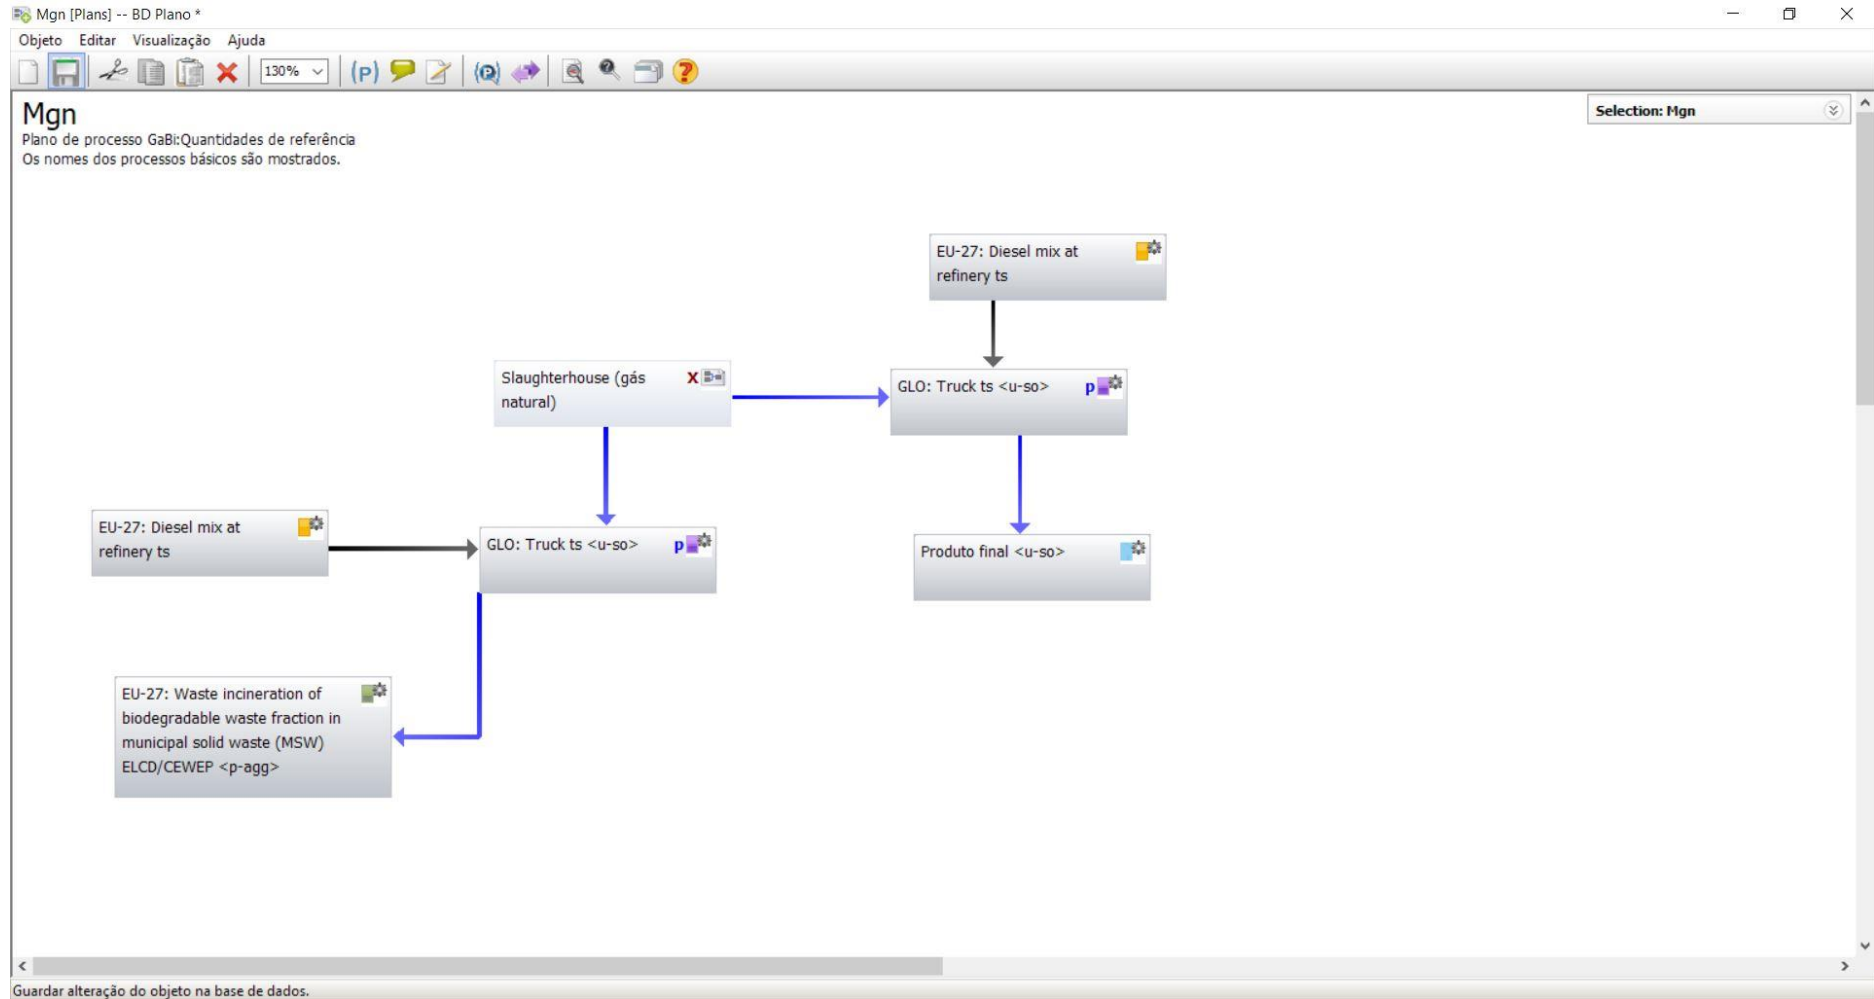 Mgn [Plans] -- BD Plano *
Objeto Editar Visualização Ajuda
130% (P) (P) ?
Mgn
Plano de processo GaBi:Quantidades de referência
Os nomes dos processos básicos são mostrados.
Selection: Mgn
EU-27: Diesel mix at
refinery ts
Slaughterhouse (gás
natural)
X
GLO: Truck ts <u-so>
p
EU-27: Diesel mix at
refinery ts
GLO: Truck ts <u-so>
p
Produto final <u-so>
EU-27: Waste incineration of
biodegradable waste fraction in
municipal solid waste (MSW)
ELCD/CEWEP <p-agg>
Guardar alteração do objeto na base de dados.